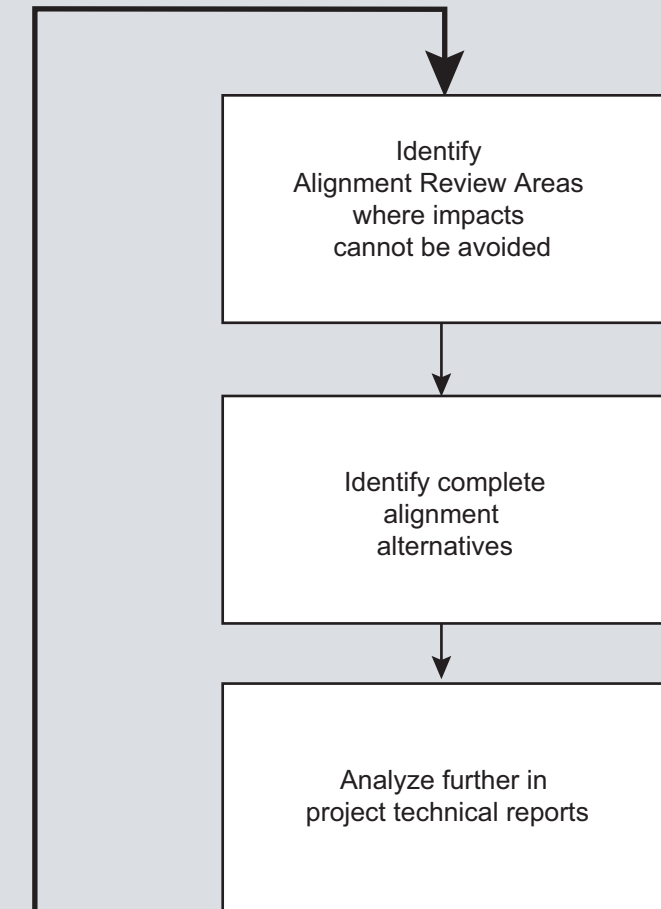 Identify
Alignment Review Areas
where impacts
cannot be avoided
Identify complete
alignment
alternatives
Analyze further in
project technical reports